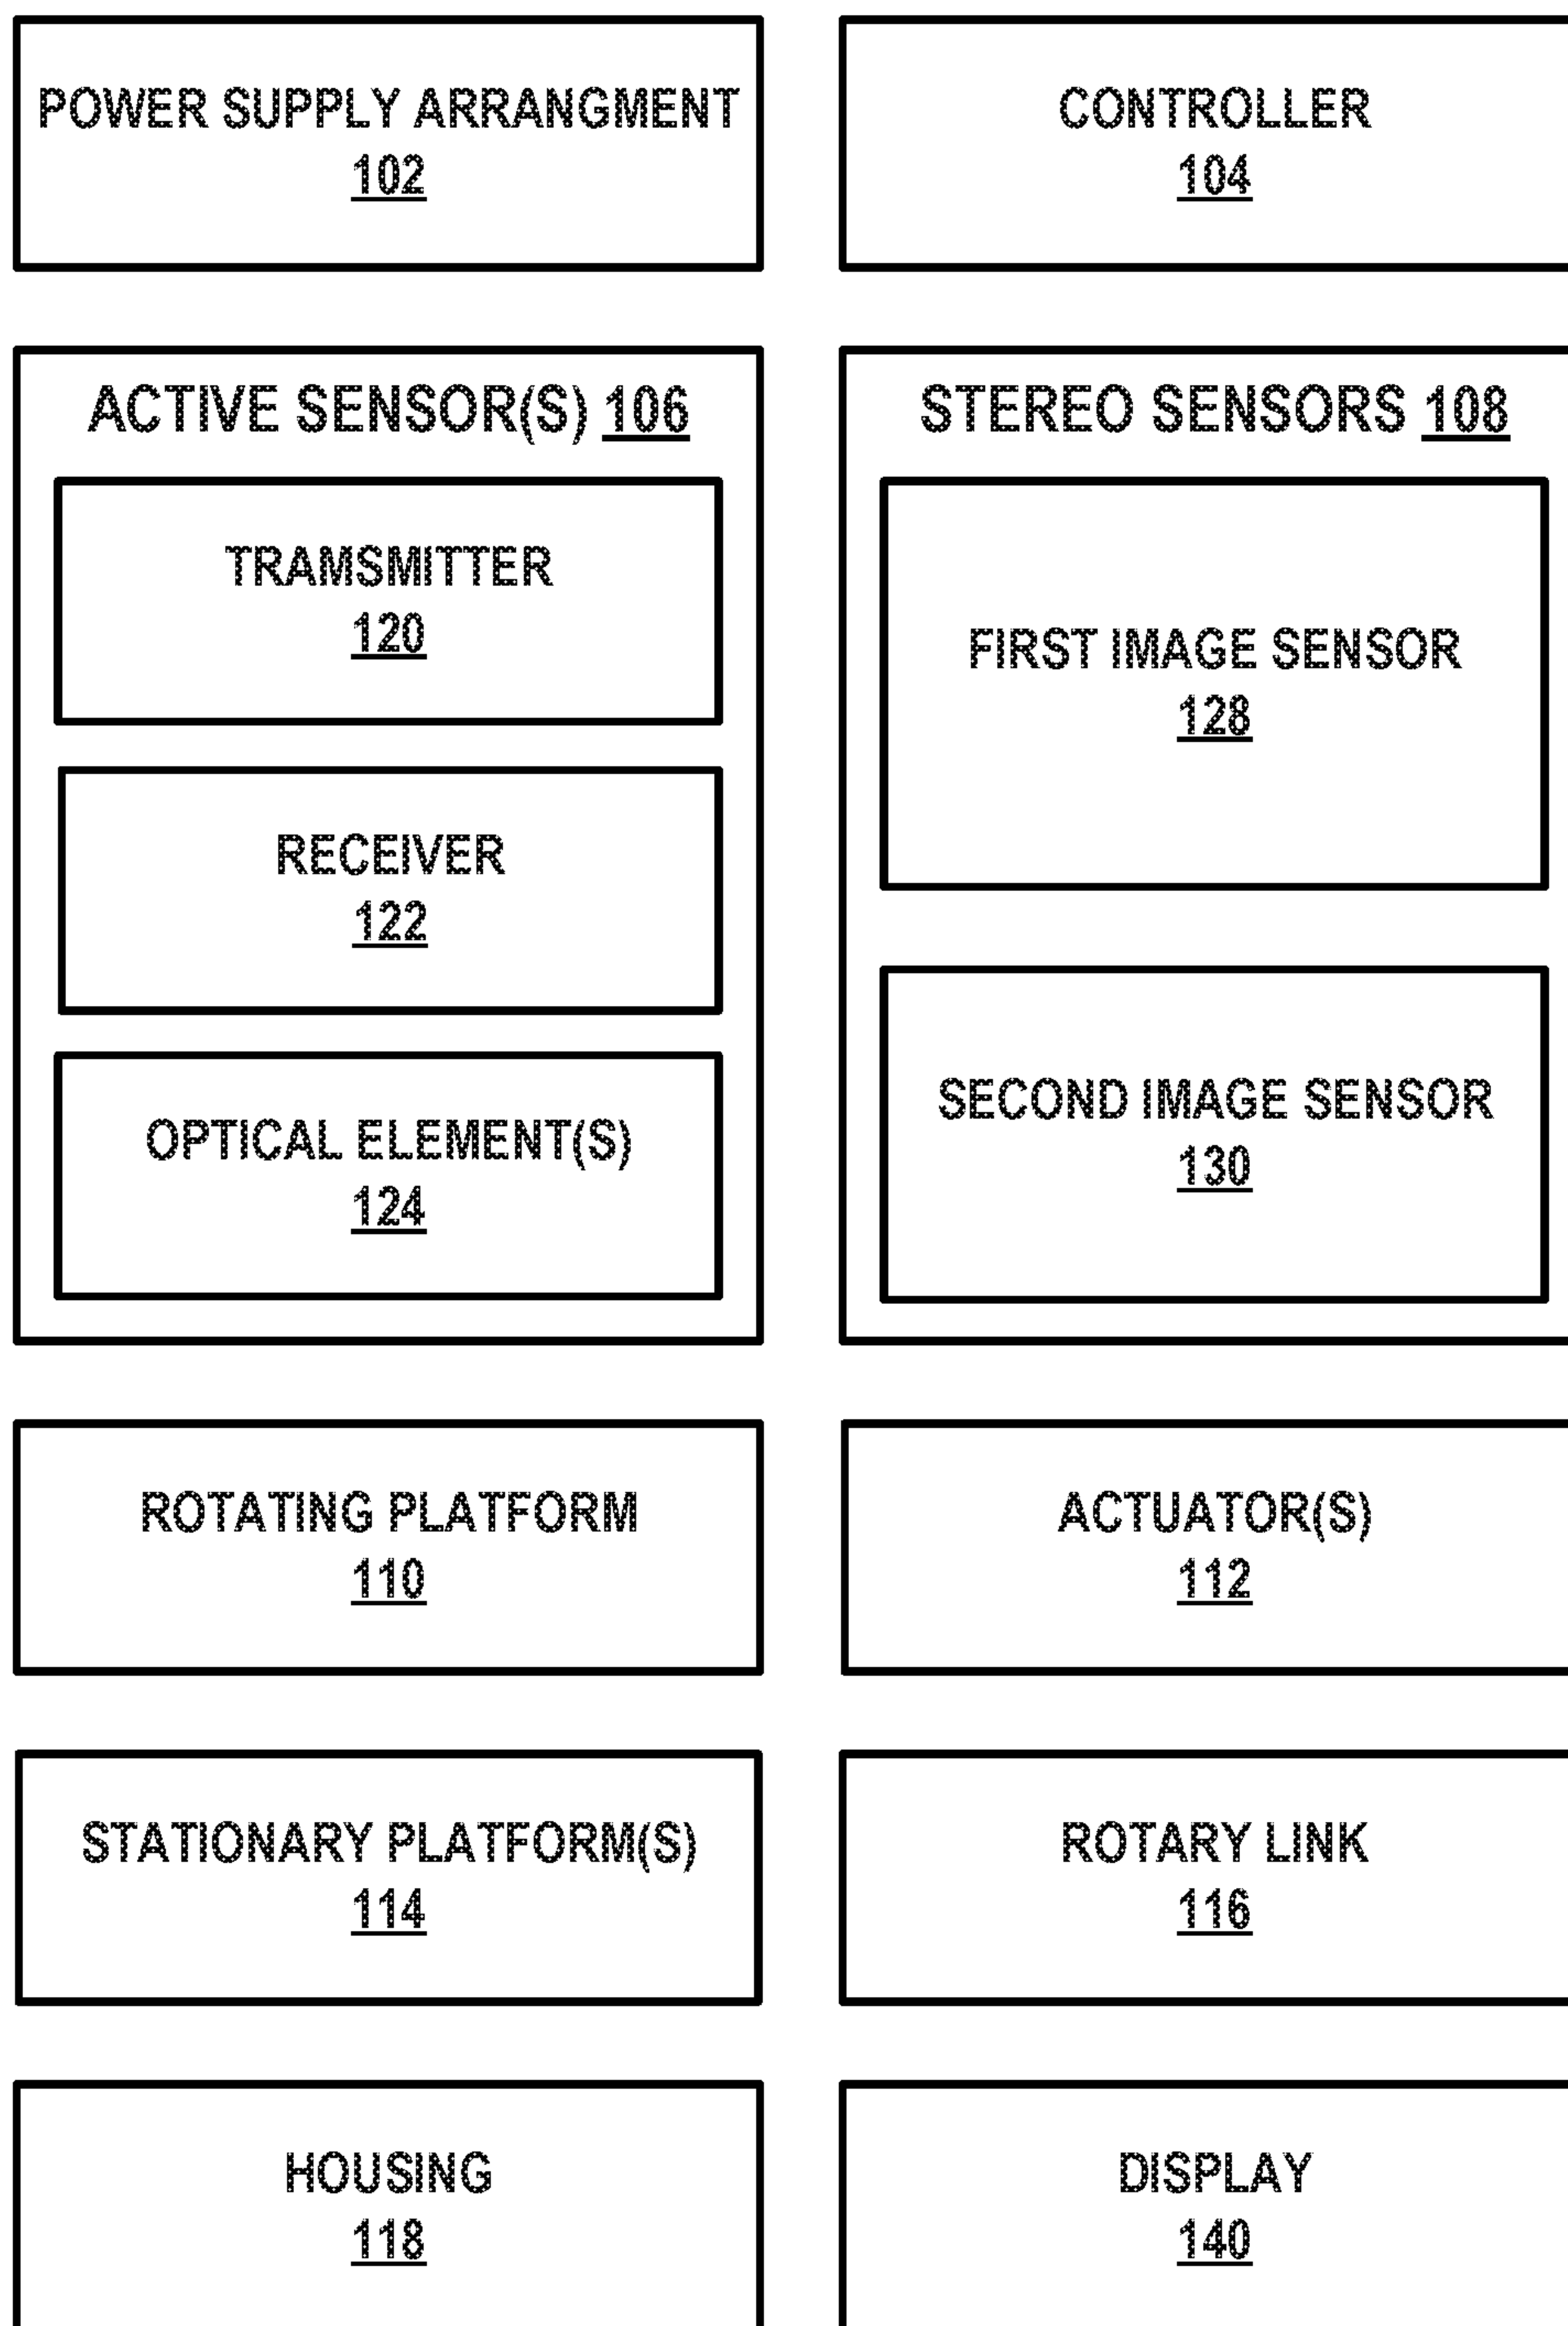 POWER SUPPLY ARRANGMENT
102
CONTROLLER
104
ACTIVE SENSOR(S) 106
TRAMSMITTER
120
RECEIVER
122
OPTICAL ELEMENT(S)
124
STEREO SENSORS 108
FIRST IMAGE SENSOR
128
SECOND IMAGE SENSOR
130
ROTATING PLATFORM
110
ACTUATOR(S)
112
STATIONARY PLATFORM(S)
114
ROTARY LINK
116
HOUSING
118
DISPLAY
140